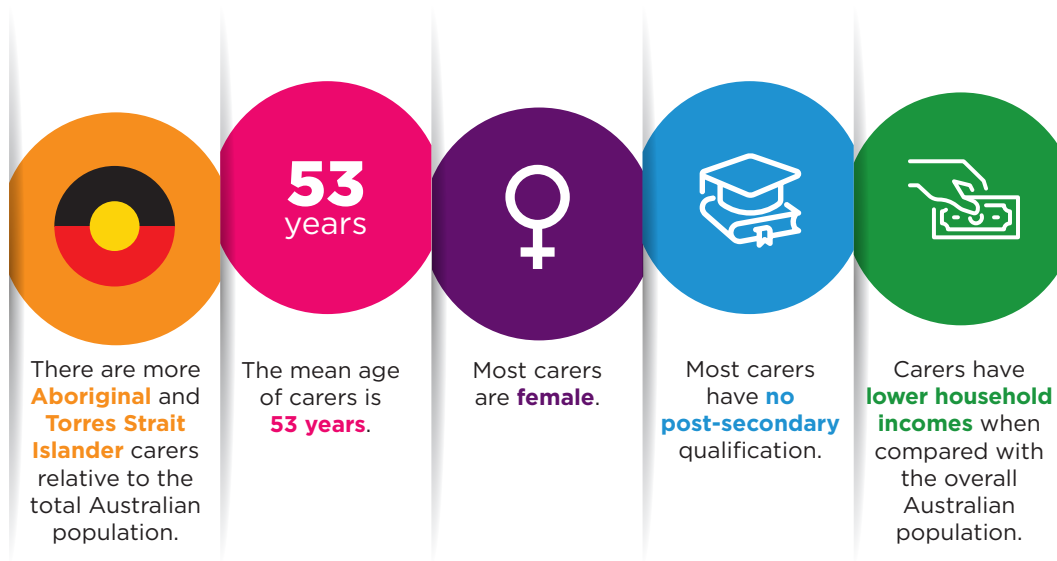 53
years
There are more
Aboriginal and
Torres Strait
Islander carers
relative to the
total Australian
population.
The mean age
of carers is
53 years.
Most carers
are female.
Most carers
have no
post-secondary
qualification.
Carers have
lower household
incomes when
compared with
the overall
Australian
population.